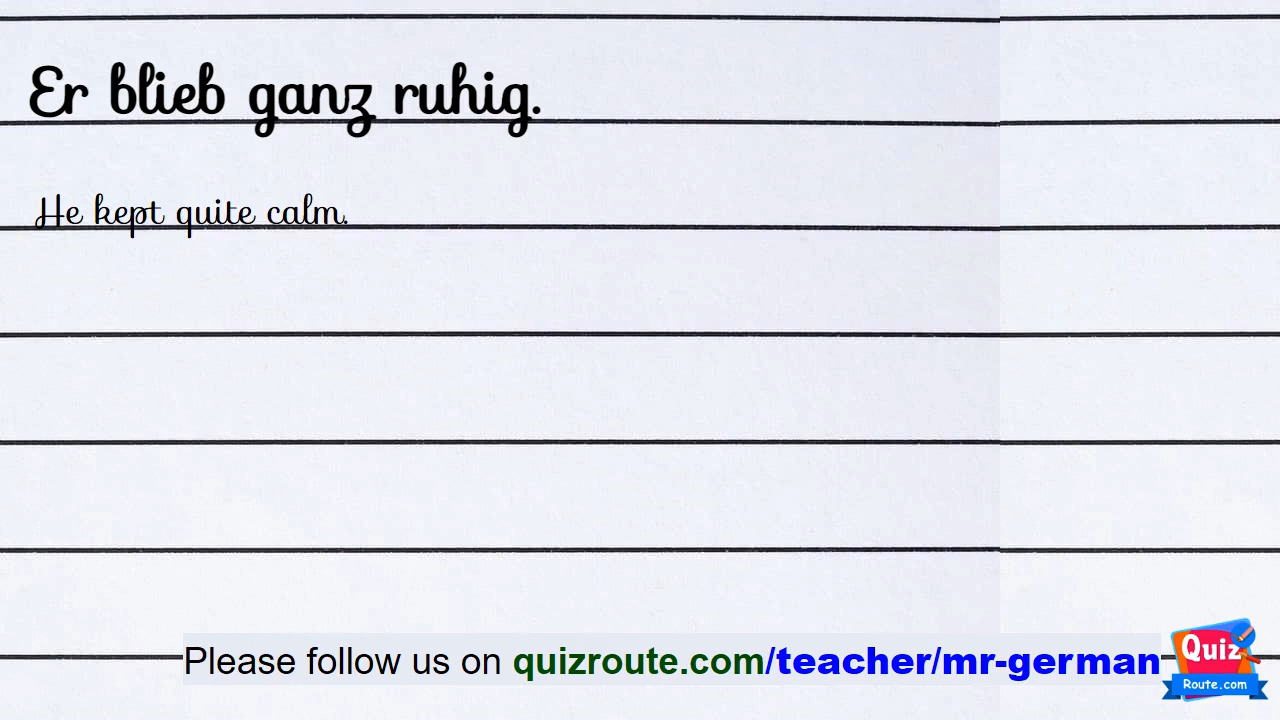 Er blieb ganz ruhig.
He kept quite calm.
Please follow us on quizroute.com/teacher/mr-german
Quiz
Route.com